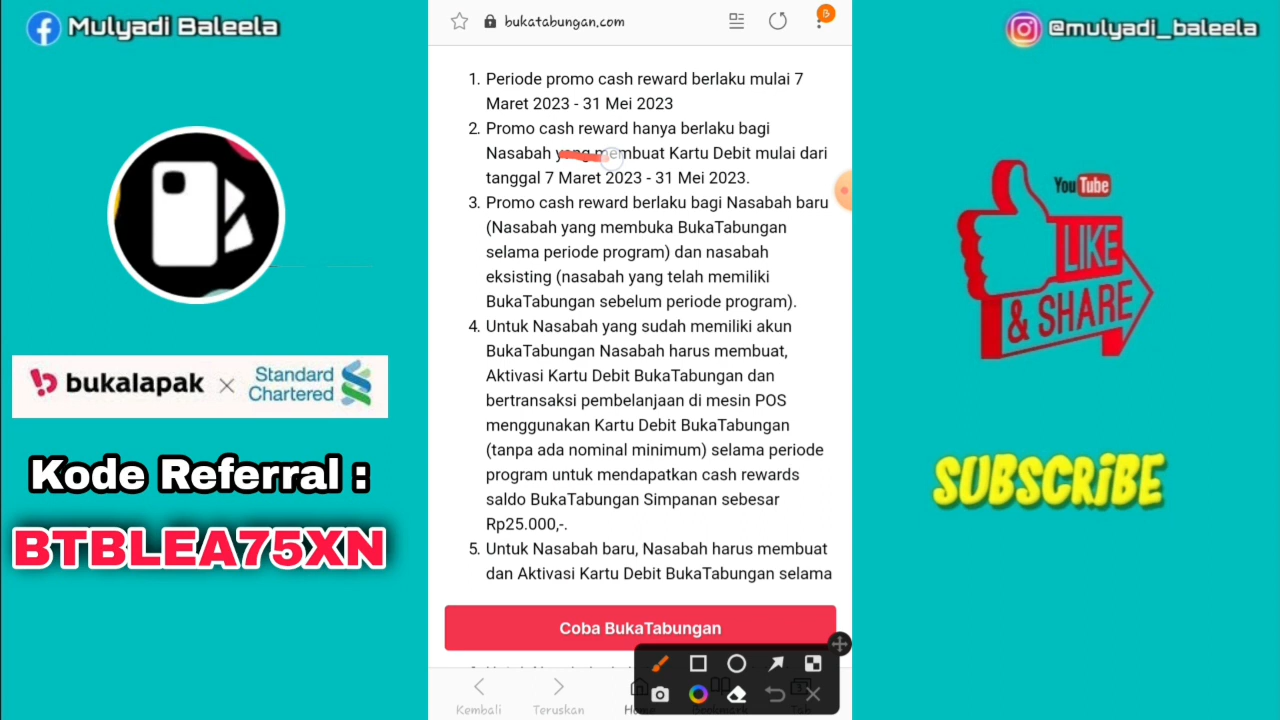 Mulyadi Baleela
bukalapak × Standard Chartered
Kode Referral :
BTBLEA75XN
bukatabungan.com
B
1. Periode promo cash reward berlaku mulai 7
Maret 2023 - 31 Mei 2023
2. Promo cash reward hanya berlaku bagi
Nasabah yang membuat Kartu Debit mulai dari
tanggal 7 Maret 2023 - 31 Mei 2023.
3. Promo cash reward berlaku bagi Nasabah baru
(Nasabah yang membuka BukaTabungan
selama periode program) dan nasabah
eksisting (nasabah yang telah memiliki
BukaTabungan sebelum periode program).
4. Untuk Nasabah yang sudah memiliki akun
BukaTabungan Nasabah harus membuat,
Aktivasi Kartu Debit BukaTabungan dan
bertransaksi pembelanjaan di mesin POS
menggunakan Kartu Debit BukaTabungan
(tanpa ada nominal minimum) selama periode
program untuk mendapatkan cash rewards
saldo BukaTabungan Simpanan sebesar
Rp25.000,-.
5. Untuk Nasabah baru, Nasabah harus membuat
dan Aktivasi Kartu Debit BukaTabungan selama
Coba BukaTabungan
Kembali
Teruskan
@mulyadi_baleela
YouTube
LIKE
& SHARE
SUBSCRiBE